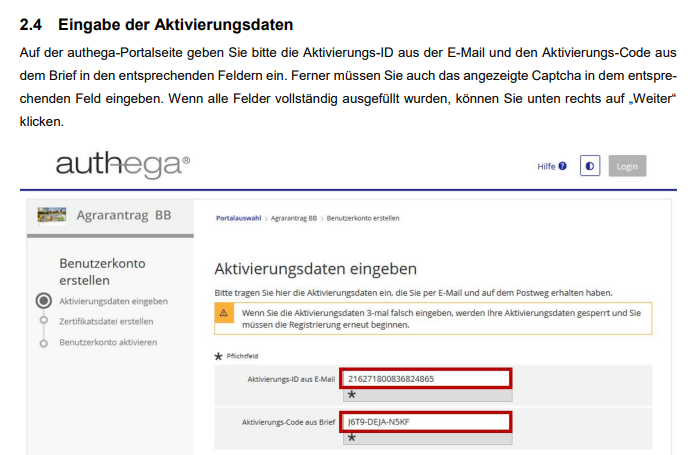 2.4 Eingabe der Aktivierungsdaten
Auf der authega-Portalseite geben Sie bitte die Aktivierungs-ID aus der E-Mail und den Aktivierungs-Code aus
dem Brief in den entsprechenden Feldern ein. Ferner müssen Sie auch das angezeigte Captcha in dem entspre-
chenden Feld eingeben. Wenn alle Felder vollständig ausgefüllt wurden, können Sie unten rechts auf „Weiter“
klicken.
authega®
Hilfe ?
Login
Agrarantrag BB
Portalauswahl > Agrarantrag BB > Benutzerkonto erstellen
Benutzerkonto
erstellen
Aktivierungsdaten eingeben
Zertifikatsdatei erstellen
Benutzerkonto aktivieren
Aktivierungsdaten eingeben
Bitte tragen Sie hier die Aktivierungsdaten ein, die Sie per E-Mail und auf dem Postweg erhalten haben.
Wenn Sie die Aktivierungsdaten 3-mal falsch eingeben, werden Ihre Aktivierungsdaten gesperrt und Sie
müssen die Registrierung erneut beginnen.
* Pflichtfeld
Aktivierungs-ID aus E-Mail 216271800836824865
*
Aktivierungs-Code aus Brief J6T9-DEJA-N5KF
*